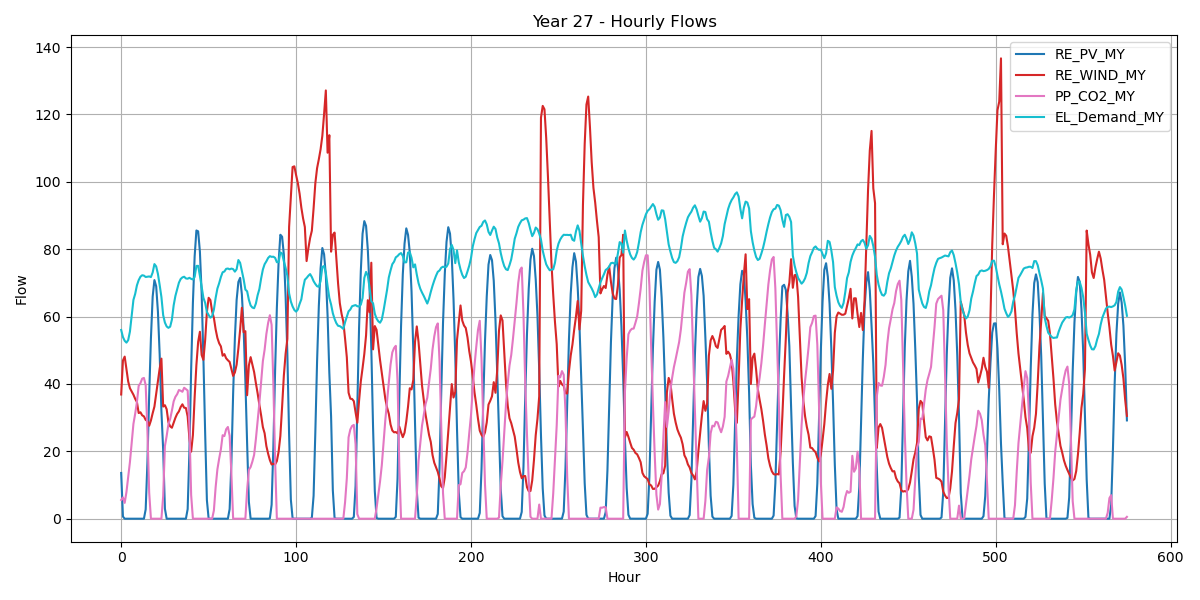 Year 27 - Hourly Flows
140
120
100
80
60
40
20
0
Flow
RE_PV_MY
RE_WIND_MY
PP_CO2_MY
EL_Demand_MY
0 100 200 300 400 500 600
Hour